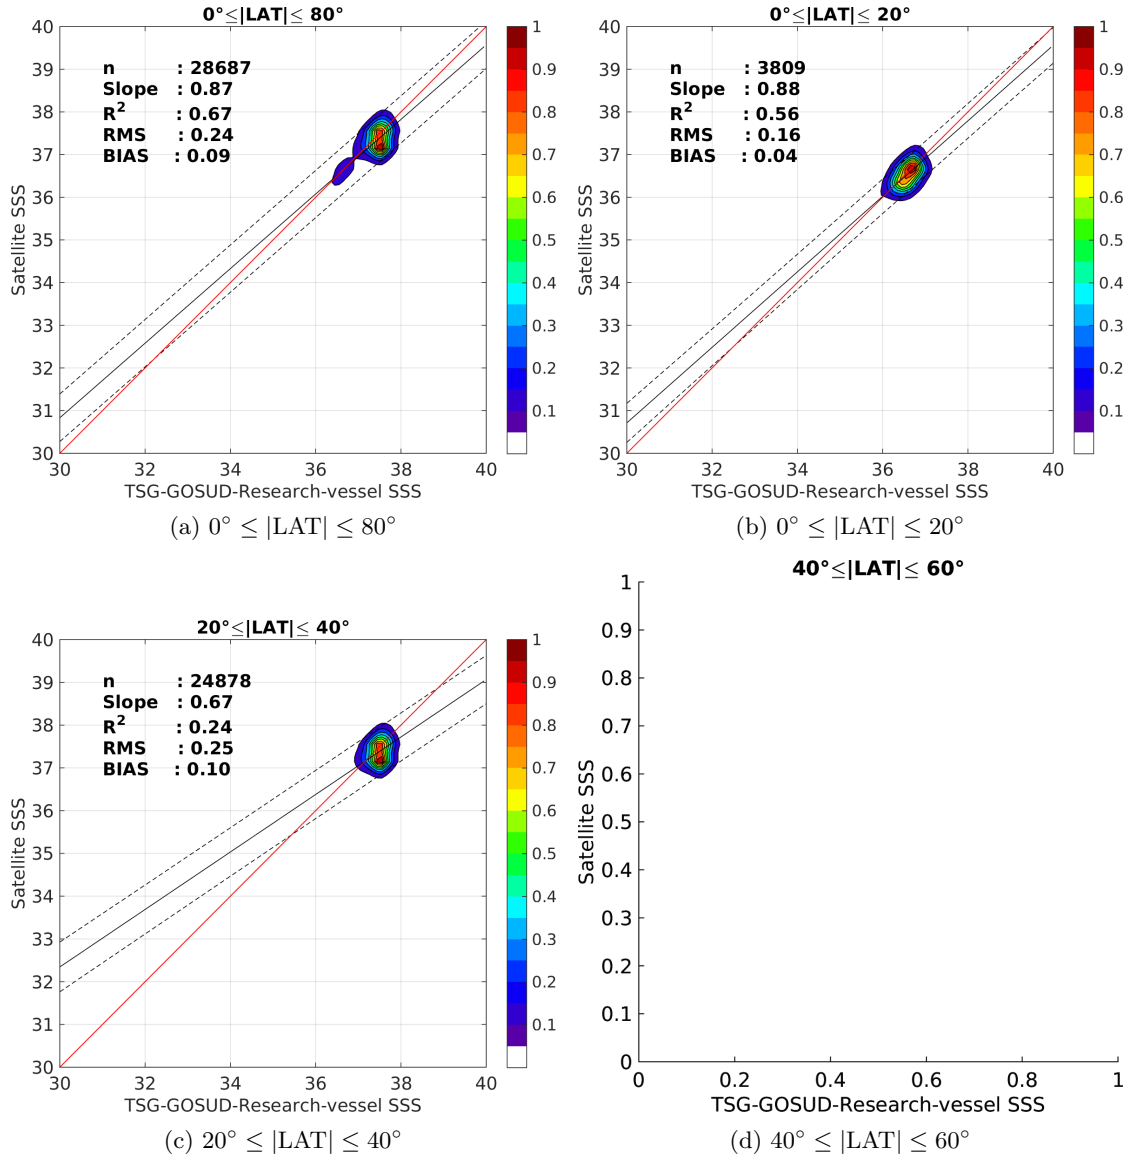 0°≤|LAT|≤ 80°
40
39
38
37
36
35
34
33
32
31
30
n : 28687
Slope : 0.87
R² : 0.67
RMS : 0.24
BIAS : 0.09
30 32 34 36 38 40
Satellite SSS
TSG-GOSUD-Research-vessel SSS
1
0.9
0.8
0.7
0.6
0.5
0.4
0.3
0.2
0.1
(a) 0° ≤ |LAT| ≤ 80°
0°≤|LAT|≤ 20°
40
39
38
37
36
35
34
33
32
31
30
n : 3809
Slope : 0.88
R² : 0.56
RMS : 0.16
BIAS : 0.04
30 32 34 36 38 40
Satellite SSS
TSG-GOSUD-Research-vessel SSS
1
0.9
0.8
0.7
0.6
0.5
0.4
0.3
0.2
0.1
(b) 0° ≤ |LAT| ≤ 20°
20°≤|LAT|≤ 40°
40
39
38
37
36
35
34
33
32
31
30
n : 24878
Slope : 0.67
R² : 0.24
RMS : 0.25
BIAS : 0.10
30 32 34 36 38 40
Satellite SSS
TSG-GOSUD-Research-vessel SSS
1
0.9
0.8
0.7
0.6
0.5
0.4
0.3
0.2
0.1
(c) 20° ≤ |LAT| ≤ 40°
40°≤|LAT|≤ 60°
1
0.9
0.8
0.7
0.6
0.5
0.4
0.3
0.2
0.1
0
0 0.2 0.4 0.6 0.8 1
Satellite SSS
TSG-GOSUD-Research-vessel SSS
(d) 40° ≤ |LAT| ≤ 60°